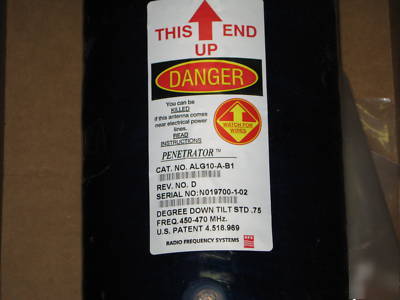 THIS END
UP
DANGER
You can be
KILLED
if this antenna comes
near electrical power
lines.
READ
INSTRUCTIONS
WATCH FOR
WIRES
PENETRATOR™
CAT. NO. ALG10-A-B1
REV. NO. D
SERIAL NO:N019700-1-02
DEGREE DOWN TILT STD .75
FREQ.450-470 MHz.
U.S. PATENT 4.518.969
RADIO FREQUENCY SYSTEMS